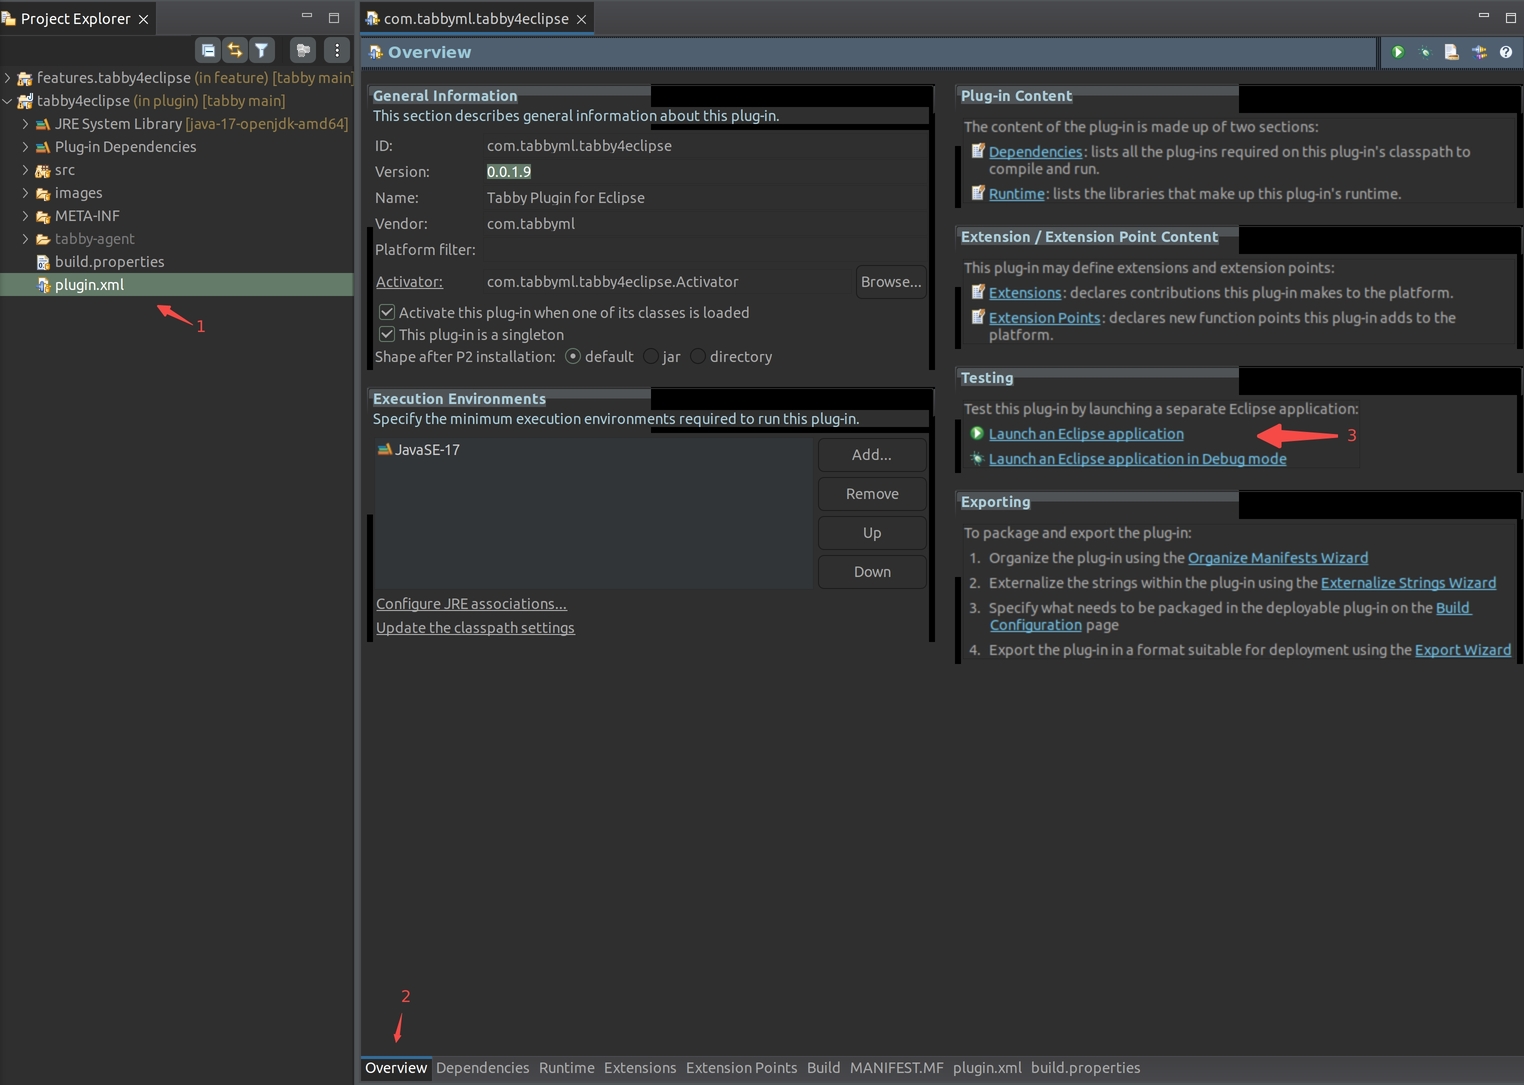 Project Explorer
features.tabby4eclipse (in feature) [tabby main]
tabby4eclipse (in plugin) [tabby main]
JRE System Library [java-17-openjdk-amd64]
Plug-in Dependencies
src
images
META-INF
tabby-agent
build.properties
plugin.xml
1
com.tabbyml.tabby4eclipse
Overview
General Information
This section describes general information about this plug-in.
ID: com.tabbyml.tabby4eclipse
Version: 0.0.1.9
Name: Tabby Plugin for Eclipse
Vendor: com.tabbyml
Platform filter:
Activator: com.tabbyml.tabby4eclipse.Activator Browse...
Activate this plug-in when one of its classes is loaded
This plug-in is a singleton
Shape after P2 installation: default jar directory
Execution Environments
Specify the minimum execution environments required to run this plug-in.
JavaSE-17
Add...
Remove
Up
Down
Configure JRE associations...
Update the classpath settings
Plug-in Content
The content of the plug-in is made up of two sections:
Dependencies: lists all the plug-ins required on this plug-in's classpath to
compile and run.
Runtime: lists the libraries that make up this plug-in's runtime.
Extension / Extension Point Content
This plug-in may define extensions and extension points:
Extensions: declares contributions this plug-in makes to the platform.
Extension Points: declares new function points this plug-in adds to the
platform.
Testing
Test this plug-in by launching a separate Eclipse application:
Launch an Eclipse application
3
Launch an Eclipse application in Debug mode
Exporting
To package and export the plug-in:
1. Organize the plug-in using the Organize Manifests Wizard
2. Externalize the strings within the plug-in using the Externalize Strings Wizard
3. Specify what needs to be packaged in the deployable plug-in on the Build
Configuration page
4. Export the plug-in in a format suitable for deployment using the Export Wizard
2
Overview Dependencies Runtime Extensions Extension Points Build MANIFEST.MF plugin.xml build.properties